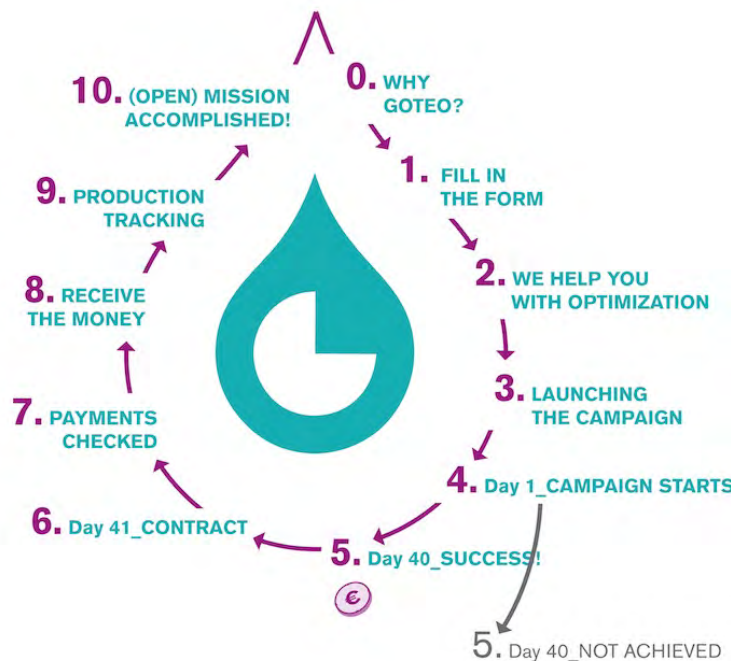 0. WHY
GOTEO?
1. FILL IN
THE FORM
2. WE HELP YOU
WITH OPTIMIZATION
3. LAUNCHING
THE CAMPAIGN
4. Day 1_CAMPAIGN STARTS
5. Day 40_SUCCESS!
€
5. Day 40_NOT ACHIEVED
6. Day 41_CONTRACT
7. PAYMENTS
CHECKED
8. RECEIVE
THE MONEY
9. PRODUCTION
TRACKING
10. (OPEN) MISSION
ACCOMPLISHED!